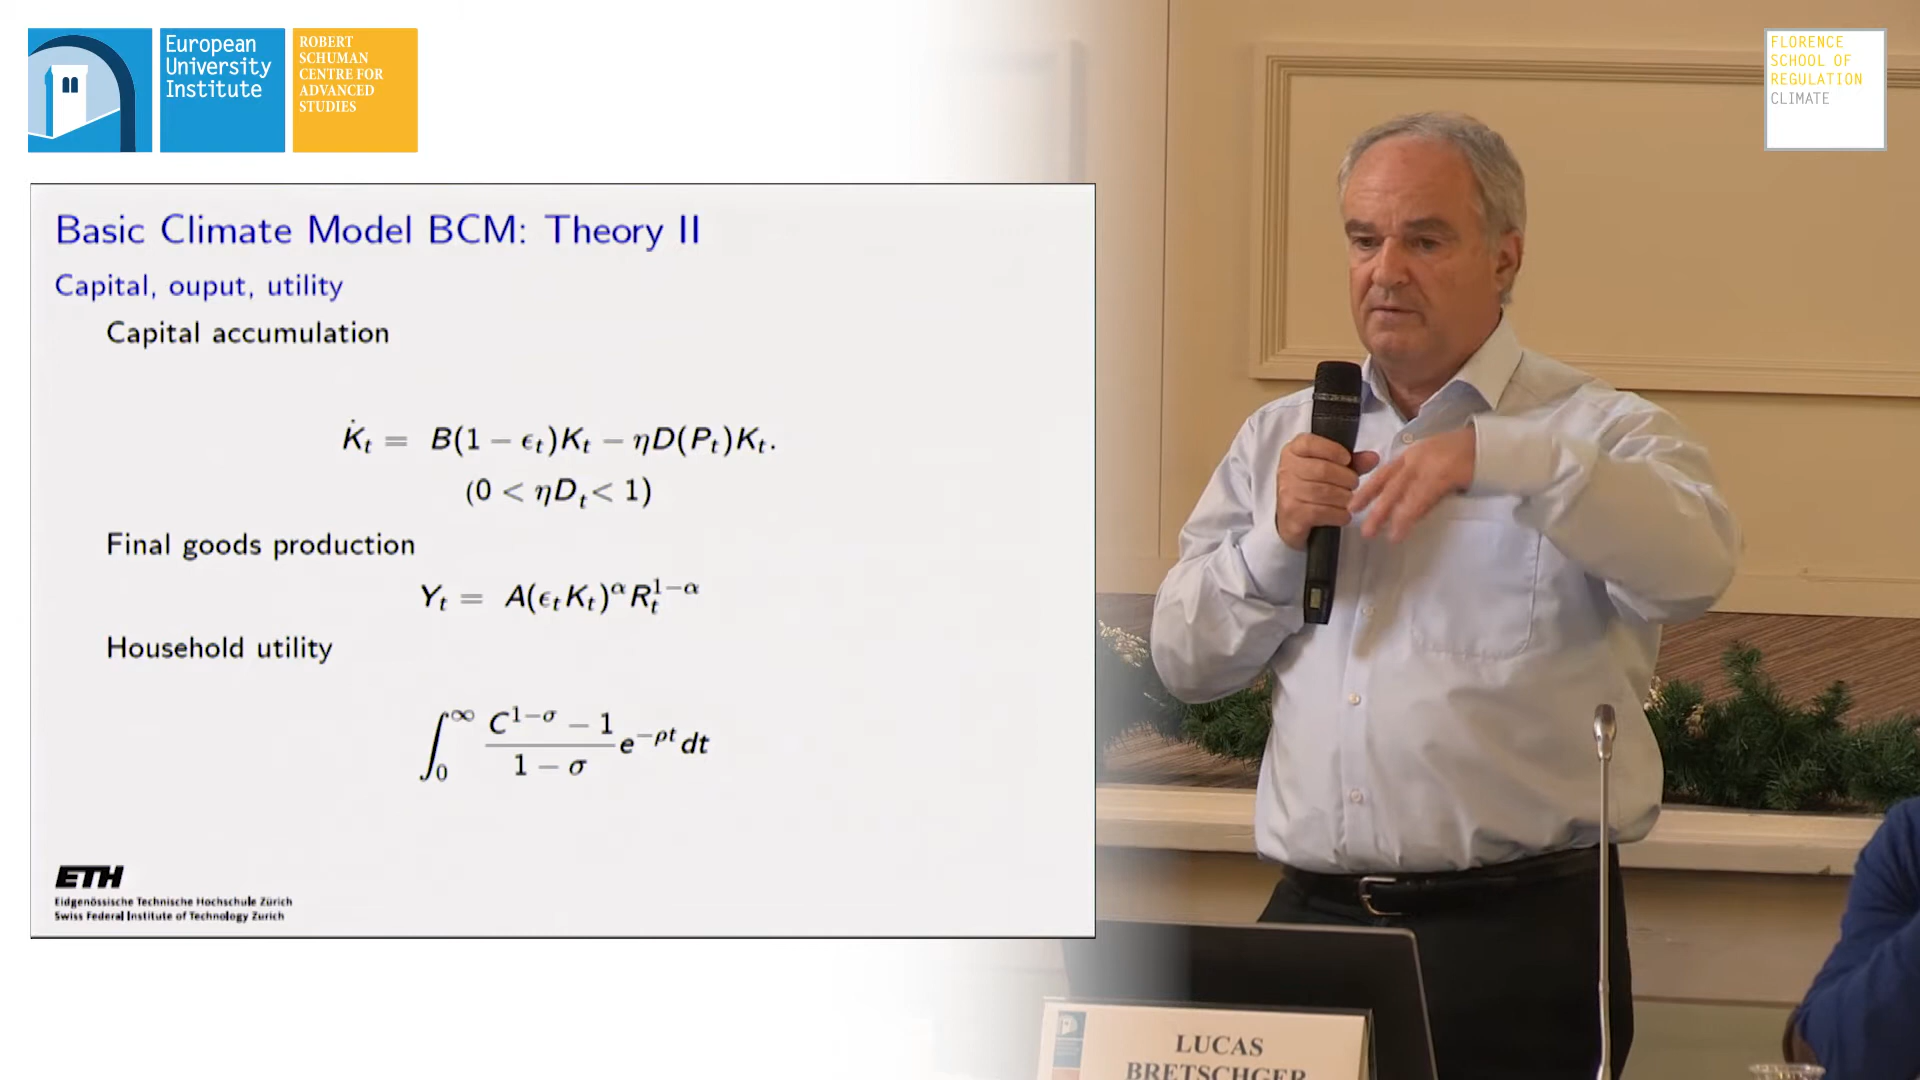 European
University
Institute
ROBERT
SCHUMAN
CENTRE FOR
ADVANCED
STUDIES
FLORENCE
SCHOOL OF
REGULATION
CLIMATE
Basic Climate Model BCM: Theory II
Capital, ouput, utility
Capital accumulation
K̇ₜ = B(1 − ϵₜ)Kₜ − ηD(Pₜ)Kₜ.
(0 < ηDₜ < 1)
Final goods production
Yₜ = A(ϵₜKₜ)^α Rₜ^{1−α}
Household utility
∫₀^∞ (C^{1−σ} − 1)/(1 − σ) e^{−ρt} dt
ETH
Eidgenössische Technische Hochschule Zürich
Swiss Federal Institute of Technology Zurich
LUCAS
BRETSCHGER